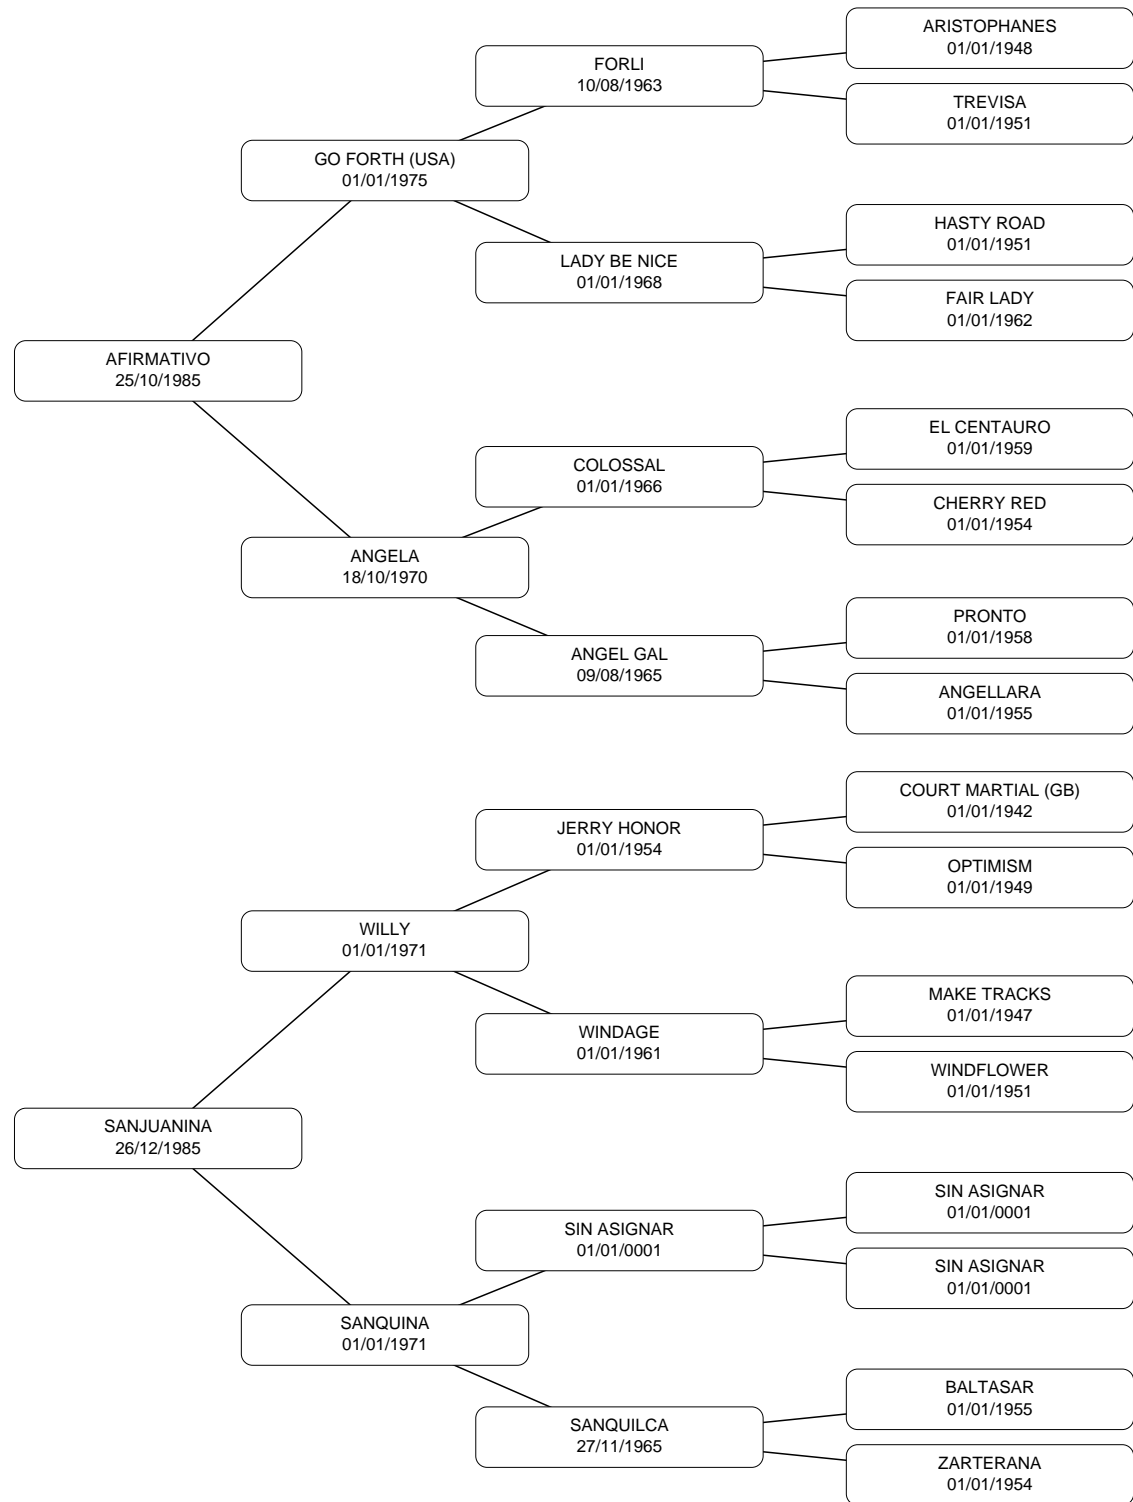 ARISTOPHANES
01/01/1948
FORLI
10/08/1963
TREVISA
01/01/1951
GO FORTH (USA)
01/01/1975
HASTY ROAD
01/01/1951
LADY BE NICE
01/01/1968
FAIR LADY
01/01/1962
AFIRMATIVO
25/10/1985
EL CENTAURO
01/01/1959
COLOSSAL
01/01/1966
CHERRY RED
01/01/1954
ANGELA
18/10/1970
PRONTO
01/01/1958
ANGEL GAL
09/08/1965
ANGELLARA
01/01/1955
COURT MARTIAL (GB)
01/01/1942
JERRY HONOR
01/01/1954
OPTIMISM
01/01/1949
WILLY
01/01/1971
MAKE TRACKS
01/01/1947
WINDAGE
01/01/1961
WINDFLOWER
01/01/1951
SANJUANINA
26/12/1985
SIN ASIGNAR
01/01/0001
SIN ASIGNAR
01/01/0001
SIN ASIGNAR
01/01/0001
SANQUINA
01/01/1971
BALTASAR
01/01/1955
SANQUILCA
27/11/1965
ZARTERANA
01/01/1954